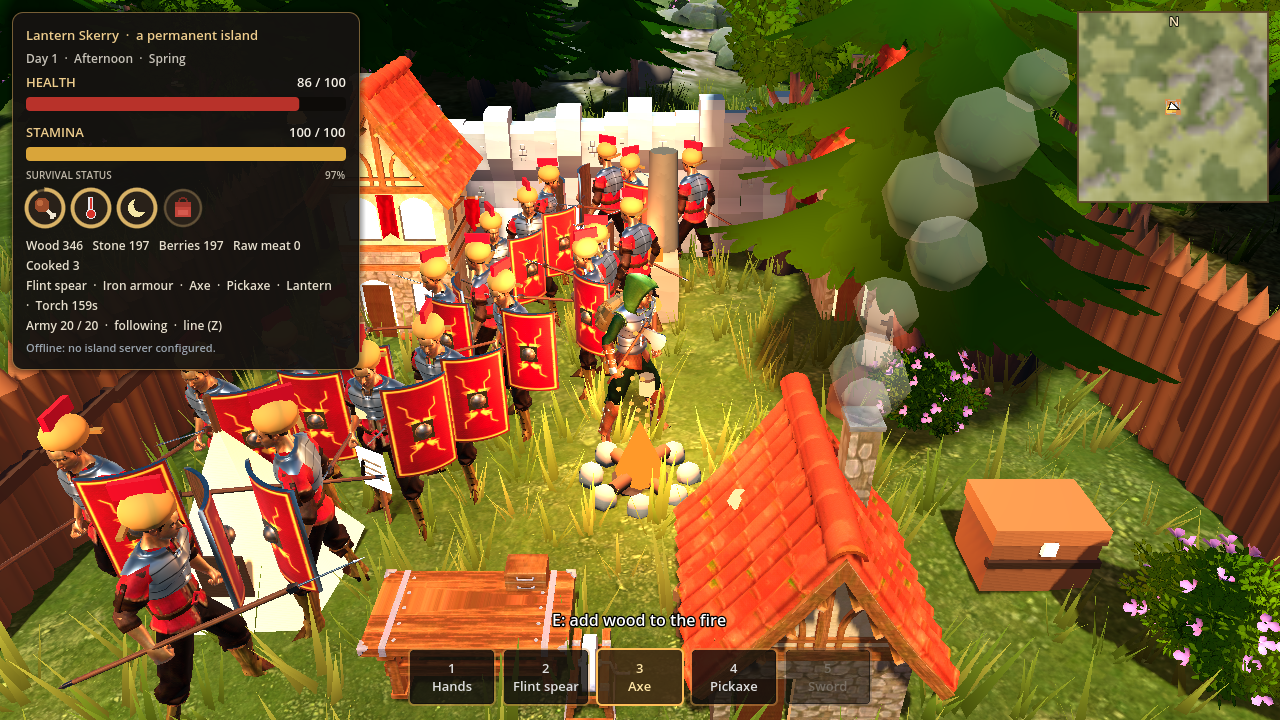 Lantern Skerry · a permanent island
Day 1 · Afternoon · Spring
HEALTH 86 / 100
STAMINA 100 / 100
SURVIVAL STATUS 97%
Wood 346 Stone 197 Berries 197 Raw meat 0
Cooked 3
Flint spear · Iron armour · Axe · Pickaxe · Lantern
· Torch 159s
Army 20 / 20 · following · line (Z)
Offline: no island server configured.
N
E: add wood to the fire
1 2 3 4 5
Hands Flint spear Axe Pickaxe Sword